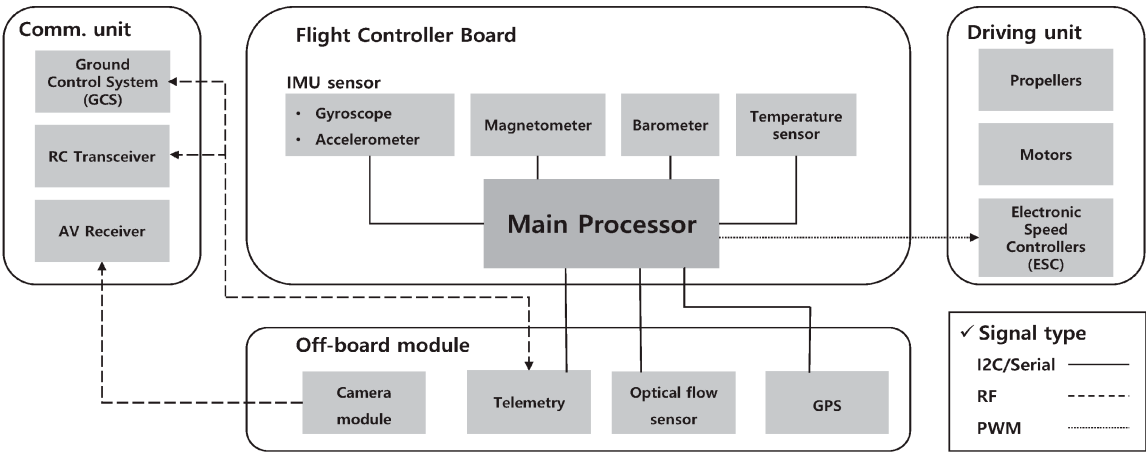 Comm. unit
Ground
Control System
(GCS)
RC Transceiver
AV Receiver
Flight Controller Board
IMU sensor
• Gyroscope
• Accelerometer
Magnetometer
Barometer
Temperature
sensor
Main Processor
Driving unit
Propellers
Motors
Electronic
Speed
Controllers
(ESC)
Off-board module
Camera
module
Telemetry
Optical flow
sensor
GPS
✓ Signal type
I2C/Serial
RF
PWM